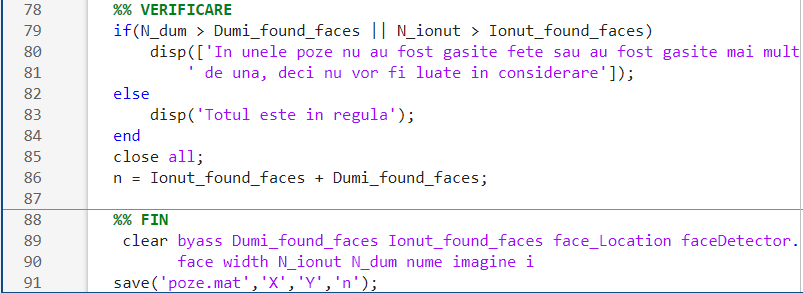 78 %% VERIFICARE
79 if(N_dum > Dumi_found_faces || N_ionut > Ionut_found_faces)
80 disp(['In unele poze nu au fost gasite fete sau au fost gasite mai mult
81 ' de una, deci nu vor fi luate in considerare']);
82 else
83 disp('Totul este in regula');
84 end
85 close all;
86 n = Ionut_found_faces + Dumi_found_faces;
87
88 %% FIN
89 clear byass Dumi_found_faces Ionut_found_faces face_Location faceDetector.
90 face width N_ionut N_dum nume imagine i
91 save('poze.mat','X','Y','n');